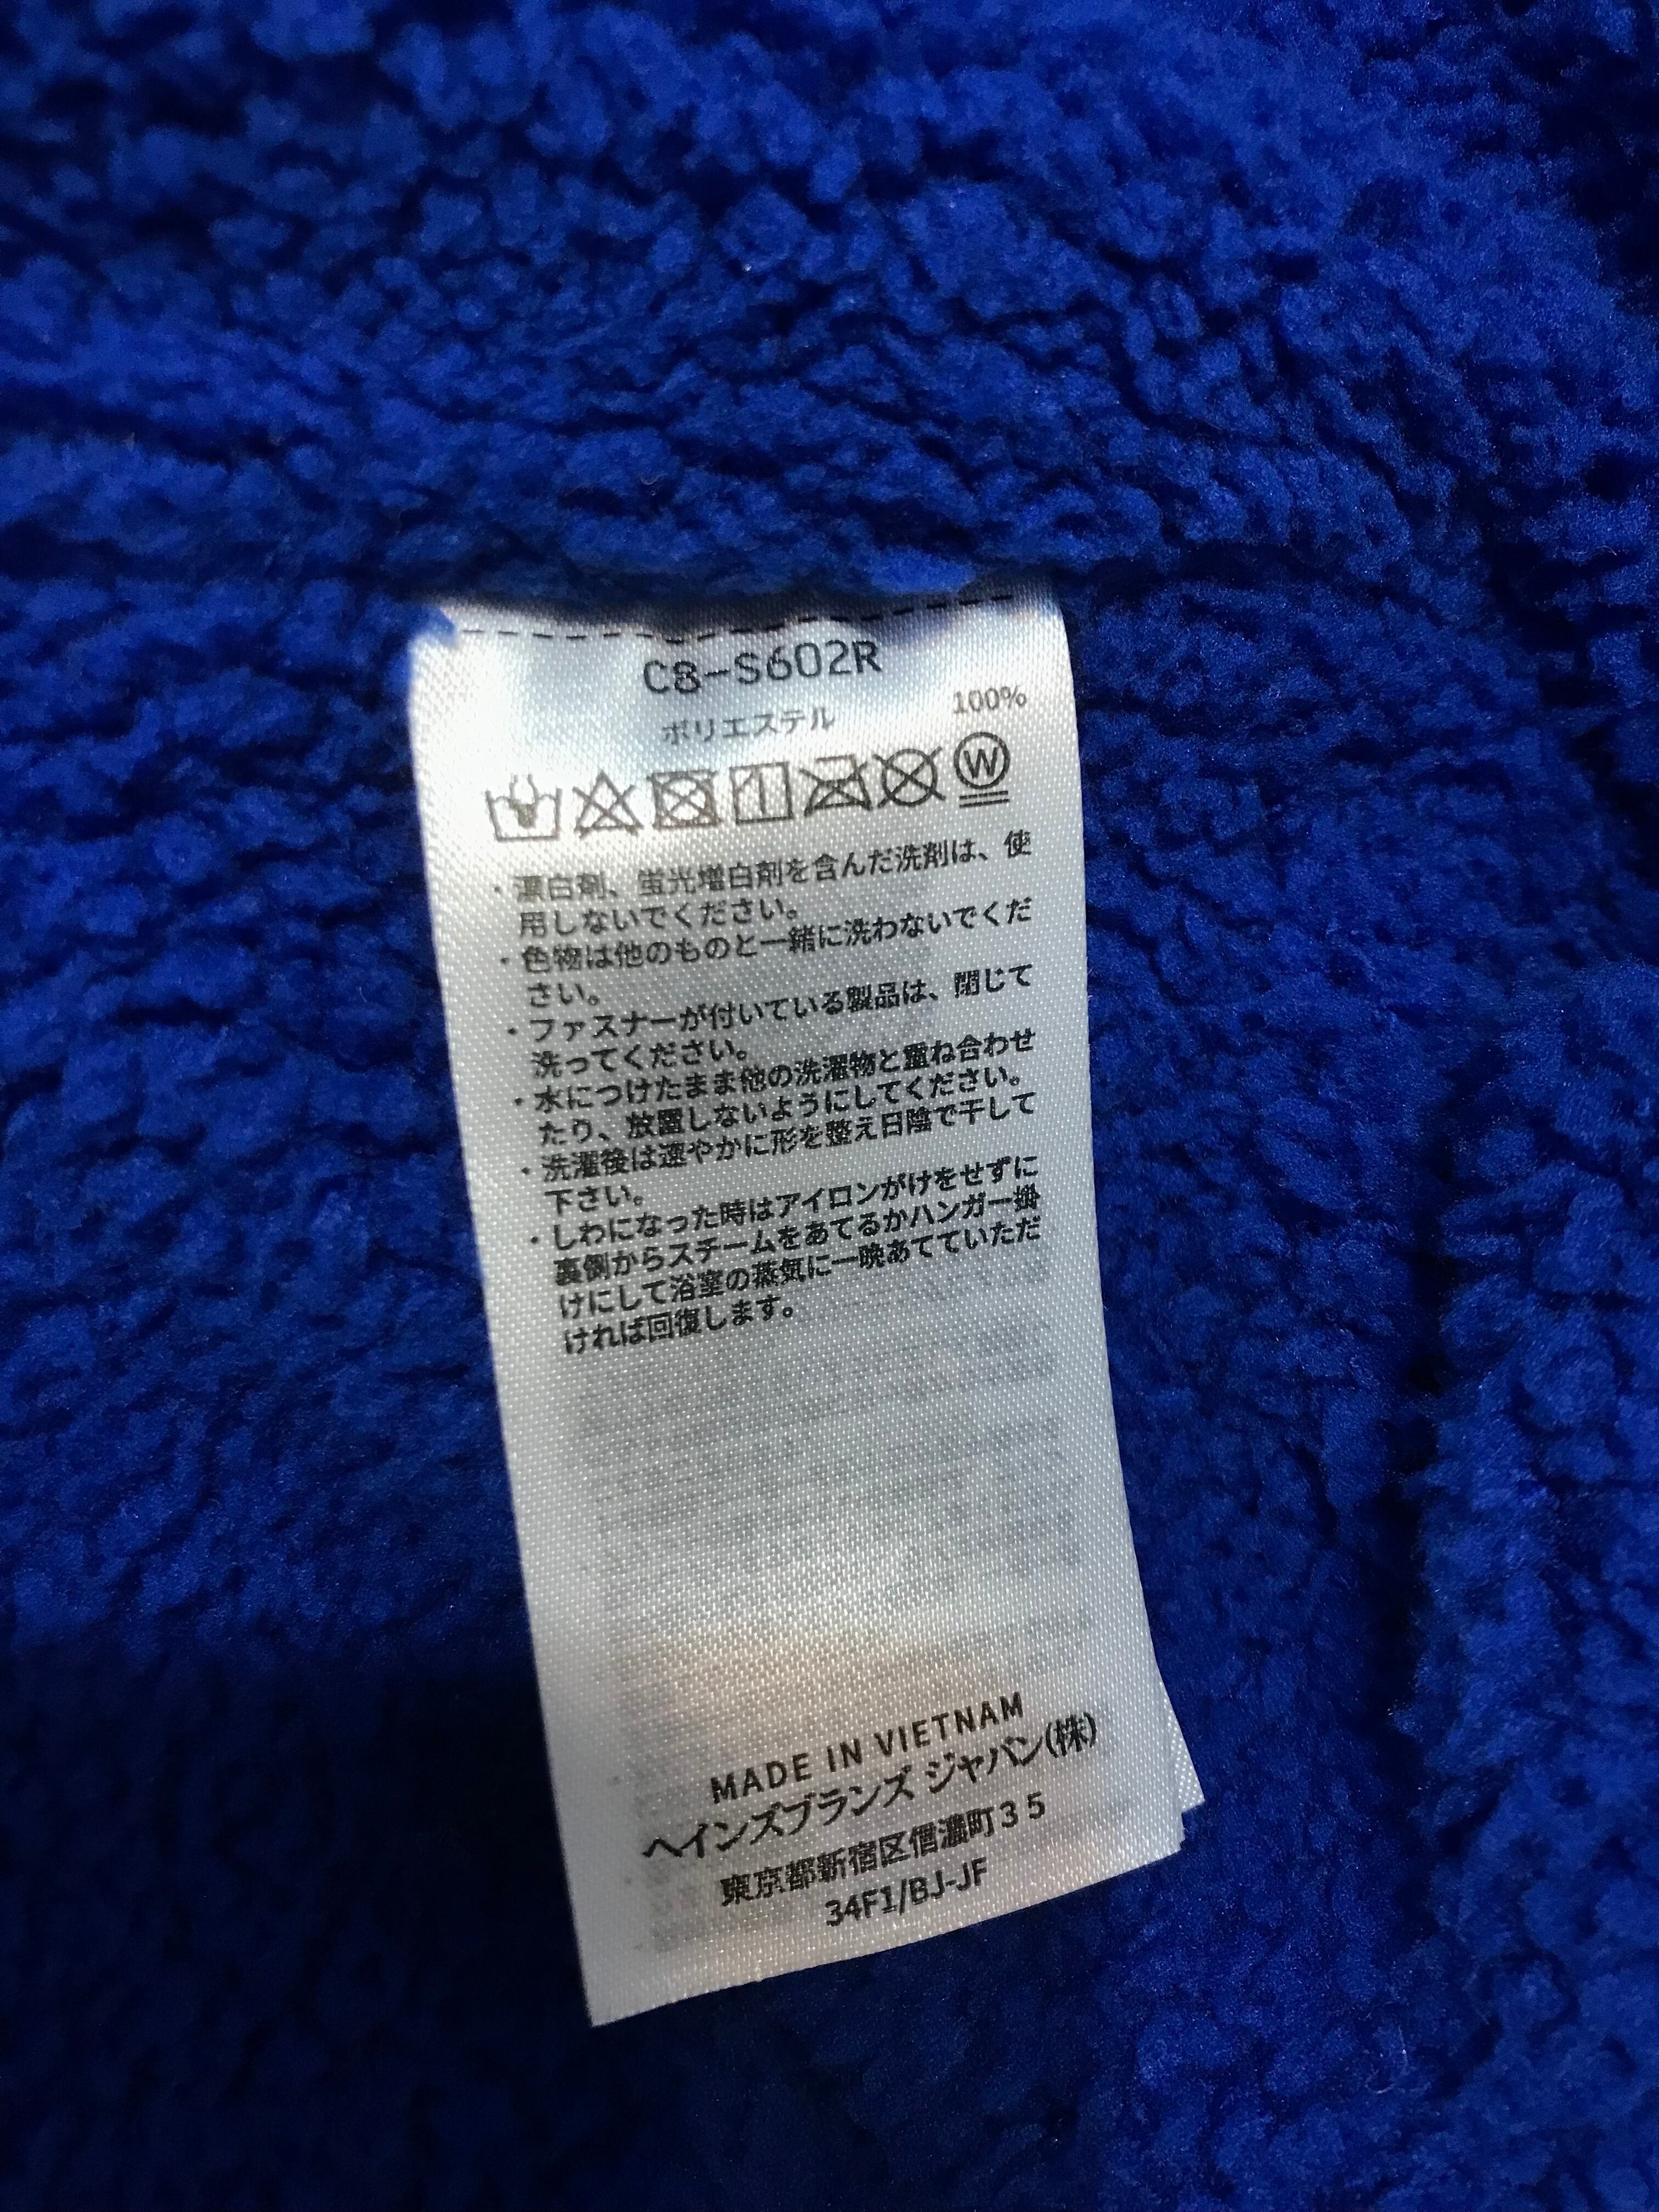 C8-S602R
ポリエステル 100%
W
・漂白剤、蛍光増白剤を含んだ洗剤は、使
用しないでください。
・色物は他のものと一緒に洗わないでくだ
さい。
・ファスナーが付いている製品は、閉じて
洗ってください。
・水につけたまま他の洗濯物と重ね合わせ
たり、放置しないようにしてください。
・洗濯後は速やかに形を整え日陰で干して
下さい。
・しわになった時はアイロンがけをせずに
裏側からスチームをあてるかハンガー掛
けにして浴室の蒸気に一晩あてていただ
ければ回復します。
MADE IN VIETNAM
ヘインズブランズ ジャパン(株)
東京都新宿区信濃町35
34F1/BJ-JF